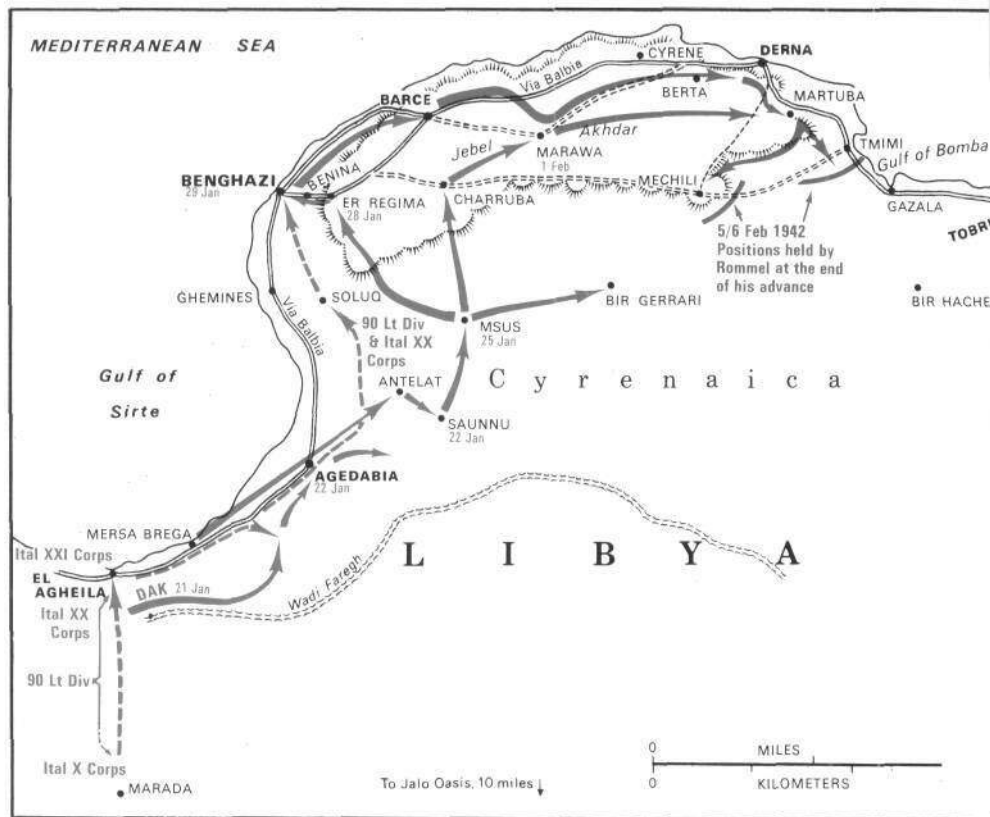 MEDITERRANEAN SEA
CYRENE
DERNA
Via Balbia
BERTA
BARCE
MARTUBA
Akhdar
Jebel
MARAWA
1 Feb
TMIMI
Gulf of Bomba
BENINA
BENGHAZI
29 Jan
MECHILI
ER REGIMA
28 Jan
CHARRUBA
GAZALA
TOBR
5/6 Feb 1942
Positions held by
Rommel at the end
of his advance
GHEMINES
SOLUQ
BIR GERRARI
BIR HACHE
Via Balbia
90 Lt Div
& Ital XX
Corps
MSUS
25 Jan
Gulf of
Sirte
ANTELAT
Cyrenaica
SAUNNU
22 Jan
AGEDABIA
22 Jan
MERSA BREGA
Ital XXI Corps
LIBYA
EL
AGHEILA
DAK 21 Jan
Wadi Faregh
Ital XX
Corps
90 Lt Div
Ital X Corps
MARADA
To Jalo Oasis, 10 miles
0
MILES
0
KILOMETERS